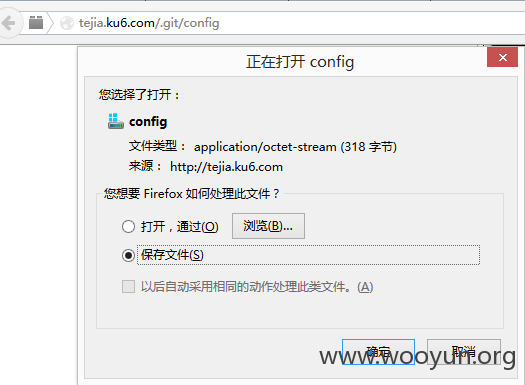 tejia.ku6.com/.git/config
正在打开 config
您选择了打开：
config
文件类型： application/octet-stream (318 字节)
来源： http://tejia.ku6.com
您想要 Firefox 如何处理此文件？
打开，通过(O) 浏览(B)...
保存文件(S)
以后自动采用相同的动作处理此类文件。(A)
确定 取消
www.wooyun.org